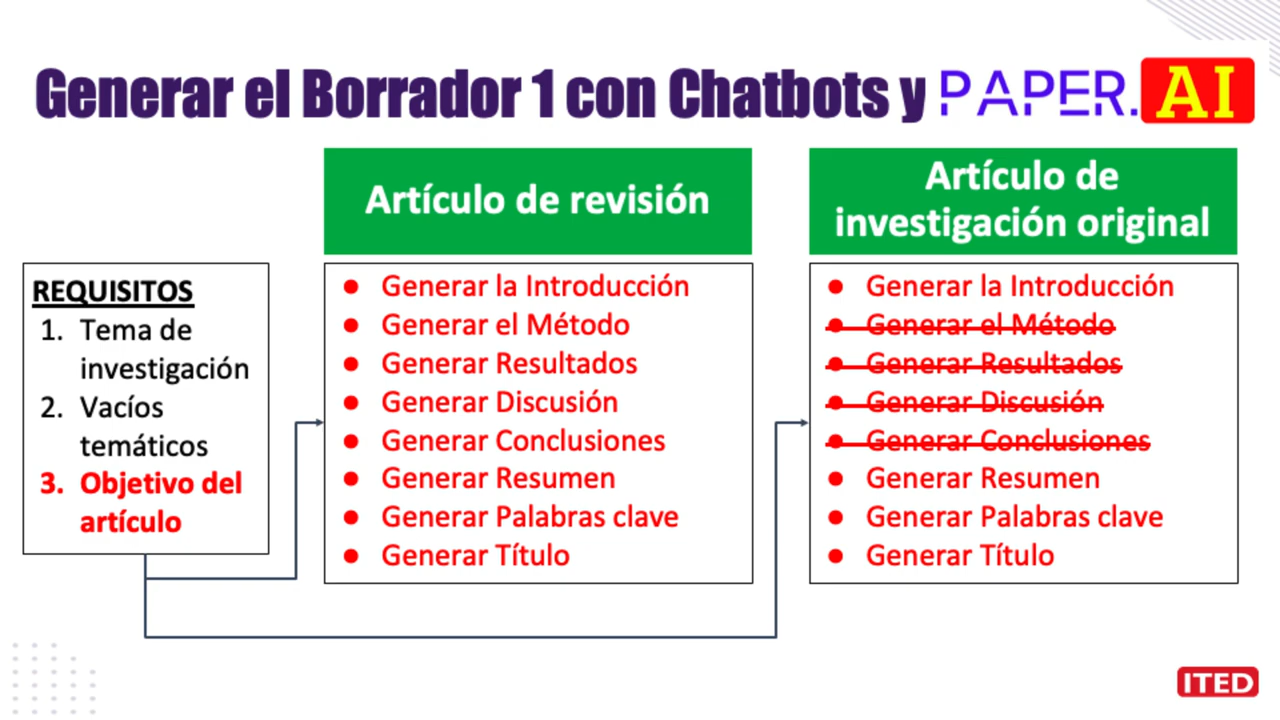 Generar el Borrador 1 con Chatbots y PAPER.AI
Artículo de revisión
Artículo de
investigación original
REQUISITOS
1. Tema de
investigación
2. Vacíos
temáticos
3. Objetivo del
artículo
● Generar la Introducción
● Generar el Método
● Generar Resultados
● Generar Discusión
● Generar Conclusiones
● Generar Resumen
● Generar Palabras clave
● Generar Título
● Generar la Introducción
● Generar el Método
● Generar Resultados
● Generar Discusión
● Generar Conclusiones
● Generar Resumen
● Generar Palabras clave
● Generar Título
ITED